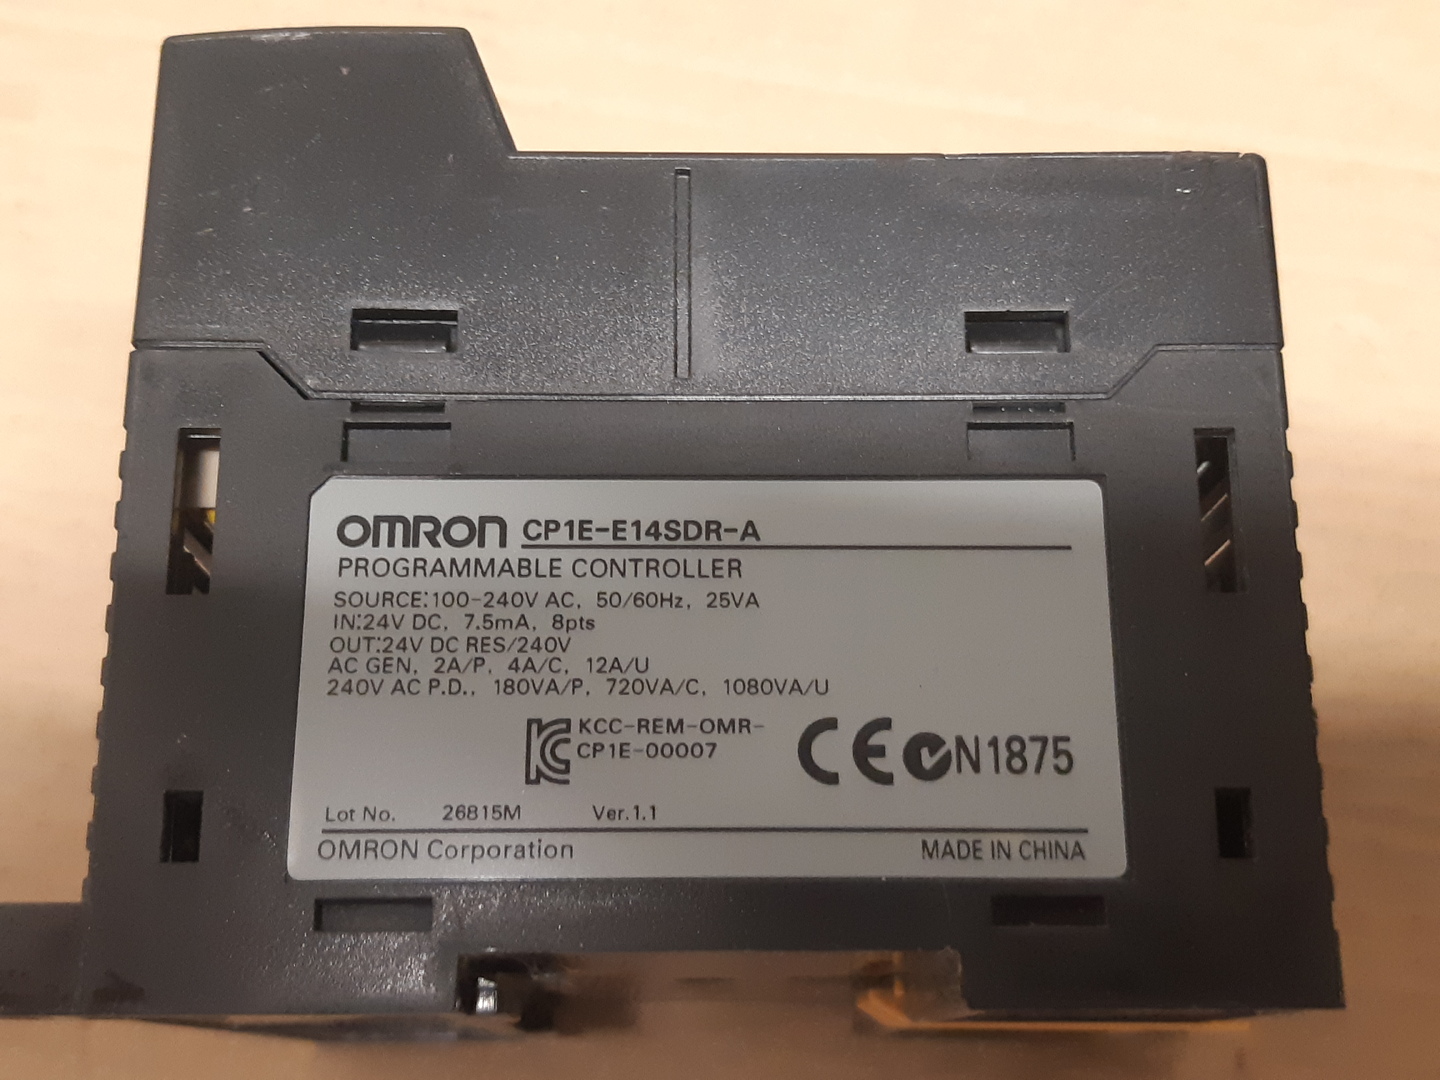 OMRON CP1E-E14SDR-A
PROGRAMMABLE CONTROLLER
SOURCE:100-240V AC, 50/60Hz, 25VA
IN:24V DC, 7.5mA, 8pts
OUT:24V DC RES/240V
AC GEN, 2A/P, 4A/C, 12A/U
240V AC P.D., 180VA/P, 720VA/C, 1080VA/U
KCC-REM-OMR-
CP1E-00007
CE N1875
Lot No. 26815M Ver.1.1
OMRON Corporation MADE IN CHINA